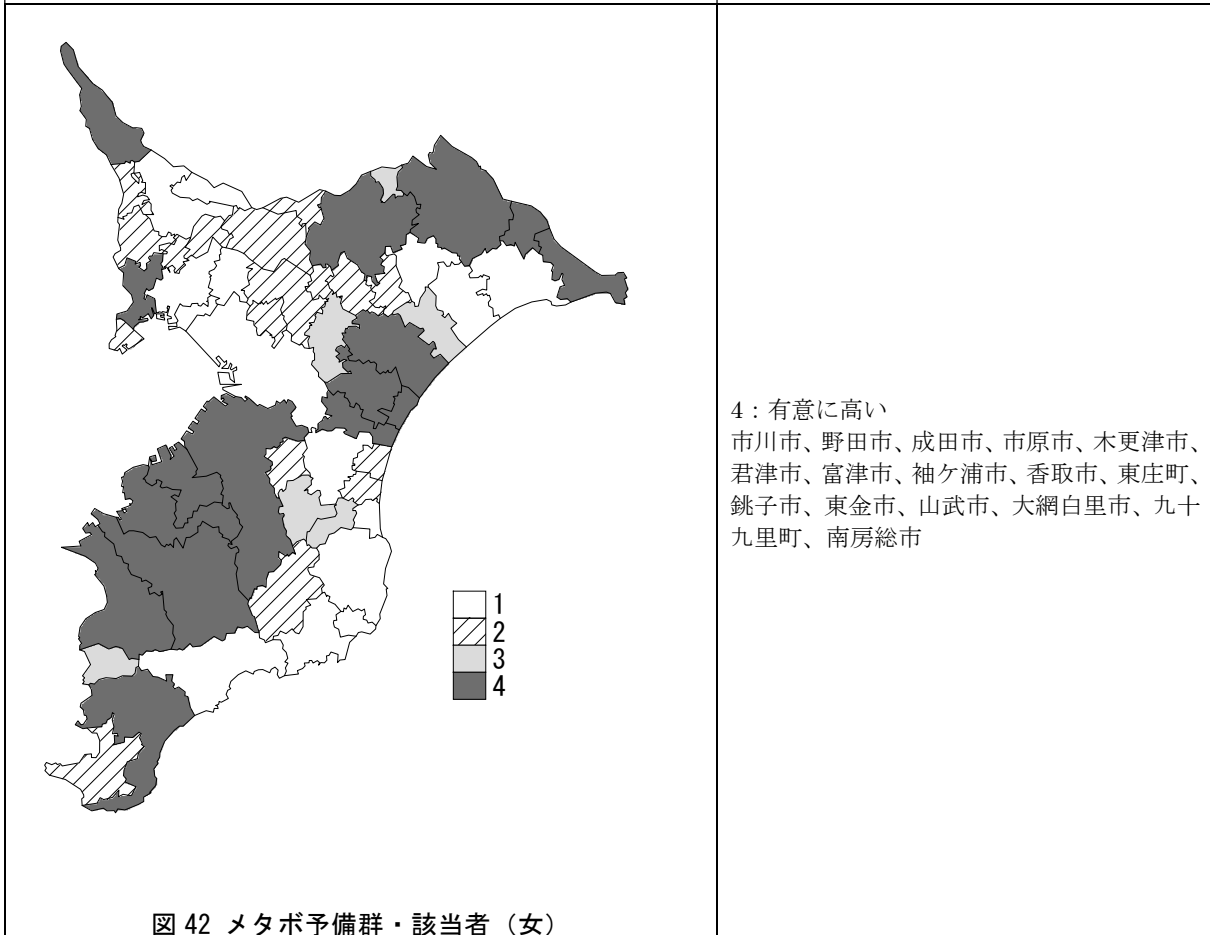 1
2
3
4
図 42 メタボ予備群・該当者（女）
4：有意に高い
市川市、野田市、成田市、市原市、木更津市、
君津市、富津市、袖ケ浦市、香取市、東庄町、
銚子市、東金市、山武市、大網白里市、九十
九里町、南房総市